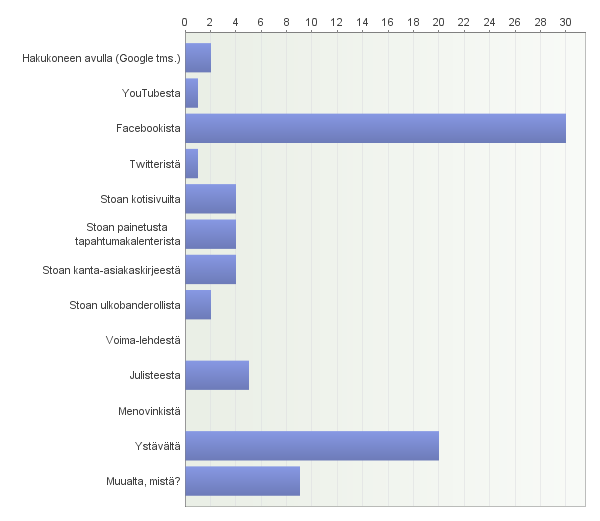 0 2 4 6 8 10 12 14 16 18 20 22 24 26 28 30
Hakukoneen avulla (Google tms.)
YouTubesta
Facebookista
Twitteristä
Stoan kotisivuilta
Stoan painetusta
tapahtumakalenterista
Stoan kanta-asiakaskirjeestä
Stoan ulkobanderollista
Voima-lehdestä
Julisteesta
Menovinkistä
Ystävältä
Muualta, mistä?